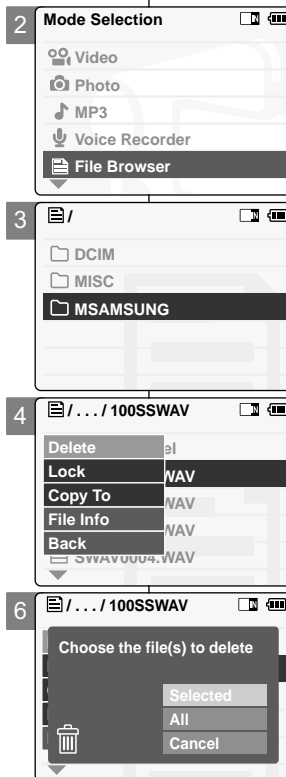 2
Mode Selection
N
Video
Photo
MP3
Voice Recorder
File Browser
3
/
N
DCIM
MISC
MSAMSUNG
4
/ . . . / 100SSWAV
N
Delete
el
Lock
WAV
Copy To
WAV
File Info
WAV
Back
SWAV0004.WAV
6
/ . . . / 100SSWAV
N
Choose the file(s) to delete
Selected
All
Cancel